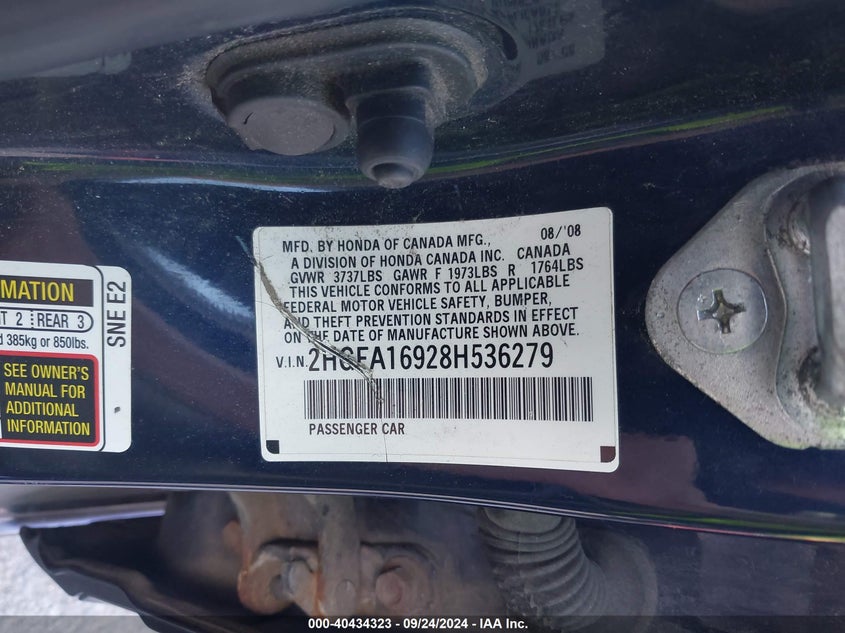 MFD. BY HONDA OF CANADA MFG., 08/'08
A DIVISION OF HONDA CANADA INC. CANADA
GVWR 3737LBS GAWR F 1973LBS R 1764LBS
THIS VEHICLE CONFORMS TO ALL APPLICABLE
FEDERAL MOTOR VEHICLE SAFETY, BUMPER,
AND THEFT PREVENTION STANDARDS IN EFFECT
ON THE DATE OF MANUFACTURE SHOWN ABOVE.
V.I.N. 2HGFA16928H536279
PASSENGER CAR
MATION
2 REAR 3
385kg or 850lbs.
SEE OWNER'S
MANUAL FOR
ADDITIONAL
INFORMATION
SNE E2
000-40434323 - 09/24/2024 - IAA Inc.